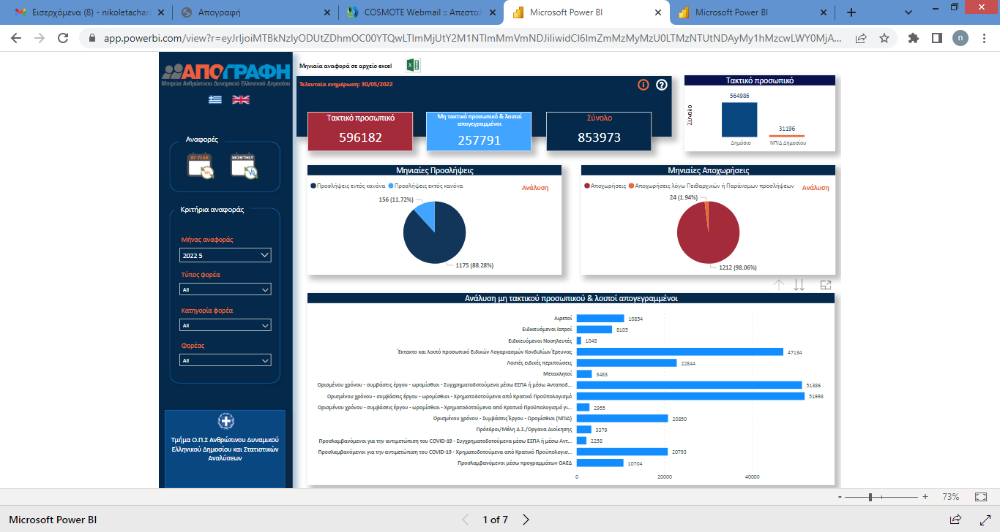 Εισερχόμενα (8) - nikoletachar
Απογραφή
COSMOTE Webmail :: Απεσταλ
Microsoft Power BI
Microsoft Power BI
app.powerbi.com/view?r=
n
ΑΠΟΓΡΑΦΗ
Μητρώο Ανθρώπινου Δυναμικού Ελληνικού Δημοσίου
Αναφορές
BY YEAR
MONTHLY
Κριτήρια αναφοράς
Μήνας αναφοράς
2022 5
Τύπος φορέα
All
Κατηγορία φορέα
All
Φορέας
All
Τμήμα Ο.Π.Σ Ανθρώπινου Δυναμικού
Ελληνικού Δημοσίου και Στατιστικών
Αναλύσεων
Μηνιαία αναφορά σε αρχείο excel
Τελευταία ενημέρωση: 30/05/2022
Τακτικό προσωπικό
596182
Μη τακτικό προσωπικό & λοιποί
απογεγραμμένοι
257791
Σύνολο
853973
Τακτικό προσωπικό
Σύνολο
564986
31196
Δημόσιο
ΝΠΙΔ Δημοσίου
Μηνιαίες Προσλήψεις
Προσλήψεις εντός κανόνα
Προσλήψεις εκτός κανόνα
Ανάλυση
156 (11.72%)
1175 (88.28%)
Μηνιαίες Αποχωρήσεις
Αποχωρήσεις
Αποχωρήσεις λόγω Πειθαρχικών ή Παράνομων προσλήψεων
Ανάλυση
24 (1.94%)
1212 (98.06%)
Ανάλυση μη τακτικού προσωπικού & λοιποί απογεγραμμένοι
Αιρετοί 10854
Ειδικευόμενοι Ιατροί 8105
Ειδικευόμενοι Νοσηλευτές 1048
Έκτακτο και λοιπό προσωπικό Ειδικών Λογαριασμών Κονδυλίων Έρευνας 47134
Λοιπές ειδικές περιπτώσεις 22844
Μετακλητοί 3483
Ορισμένου χρόνου - συμβάσεις έργου - ωρομίσθιοι - Συγχρηματοδοτούμενα μέσω ΕΣΠΑ ή μέσω Ανταποδ... 51386
Ορισμένου χρόνου - συμβάσεις έργου - ωρομίσθιοι - Χρηματοδοτούμενα από Κρατικό Προϋπολογισμό 51998
Ορισμένου χρόνου - συμβάσεις έργου - ωρομίσθιοι - Χρηματοδοτούμενα από Κρατικό Προϋπολογισμό γι... 2955
Ορισμένου χρόνου - Συμβάσεις Έργου - Ωρομίσθιοι (ΝΠΙΔ) 20850
Πρόεδροι/Μέλη Δ.Σ./Όργανα Διοίκησης 3379
Προσλαμβανόμενοι για την αντιμετώπιση του COVID-19 - Συγχρηματοδοτούμενα μέσω ΕΣΠΑ ή μέσω Αντ... 2258
Προσλαμβανόμενοι για την αντιμετώπιση του COVID-19 - Χρηματοδοτούμενα από Κρατικό Προϋπολογισ... 20793
Προσλαμβανόμενοι μέσω προγραμμάτων ΟΑΕΔ 10704
0 20000 40000
- + 73%
Microsoft Power BI
1 of 7